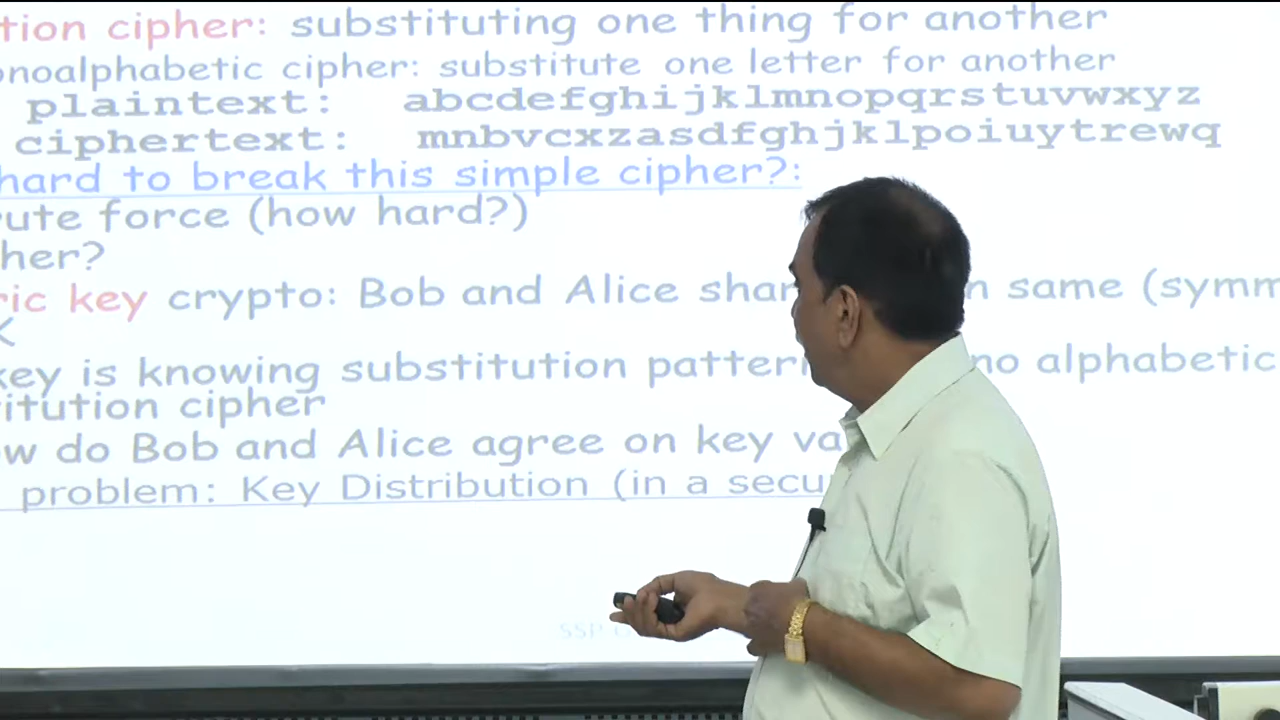 tion cipher: substituting one thing for another
onoalphabetic cipher: substitute one letter for another
plaintext: abcdefghijklmnopqrstuvwxyz
ciphertext: mnbvcxzasdfghjklpoiuytrewq
hard to break this simple cipher?:
ute force (how hard?)
her?
ric key crypto: Bob and Alice shar n same (symm
K
key is knowing substitution pattern no alphabetic
itution cipher
w do Bob and Alice agree on key va
problem: Key Distribution (in a secu
SSP